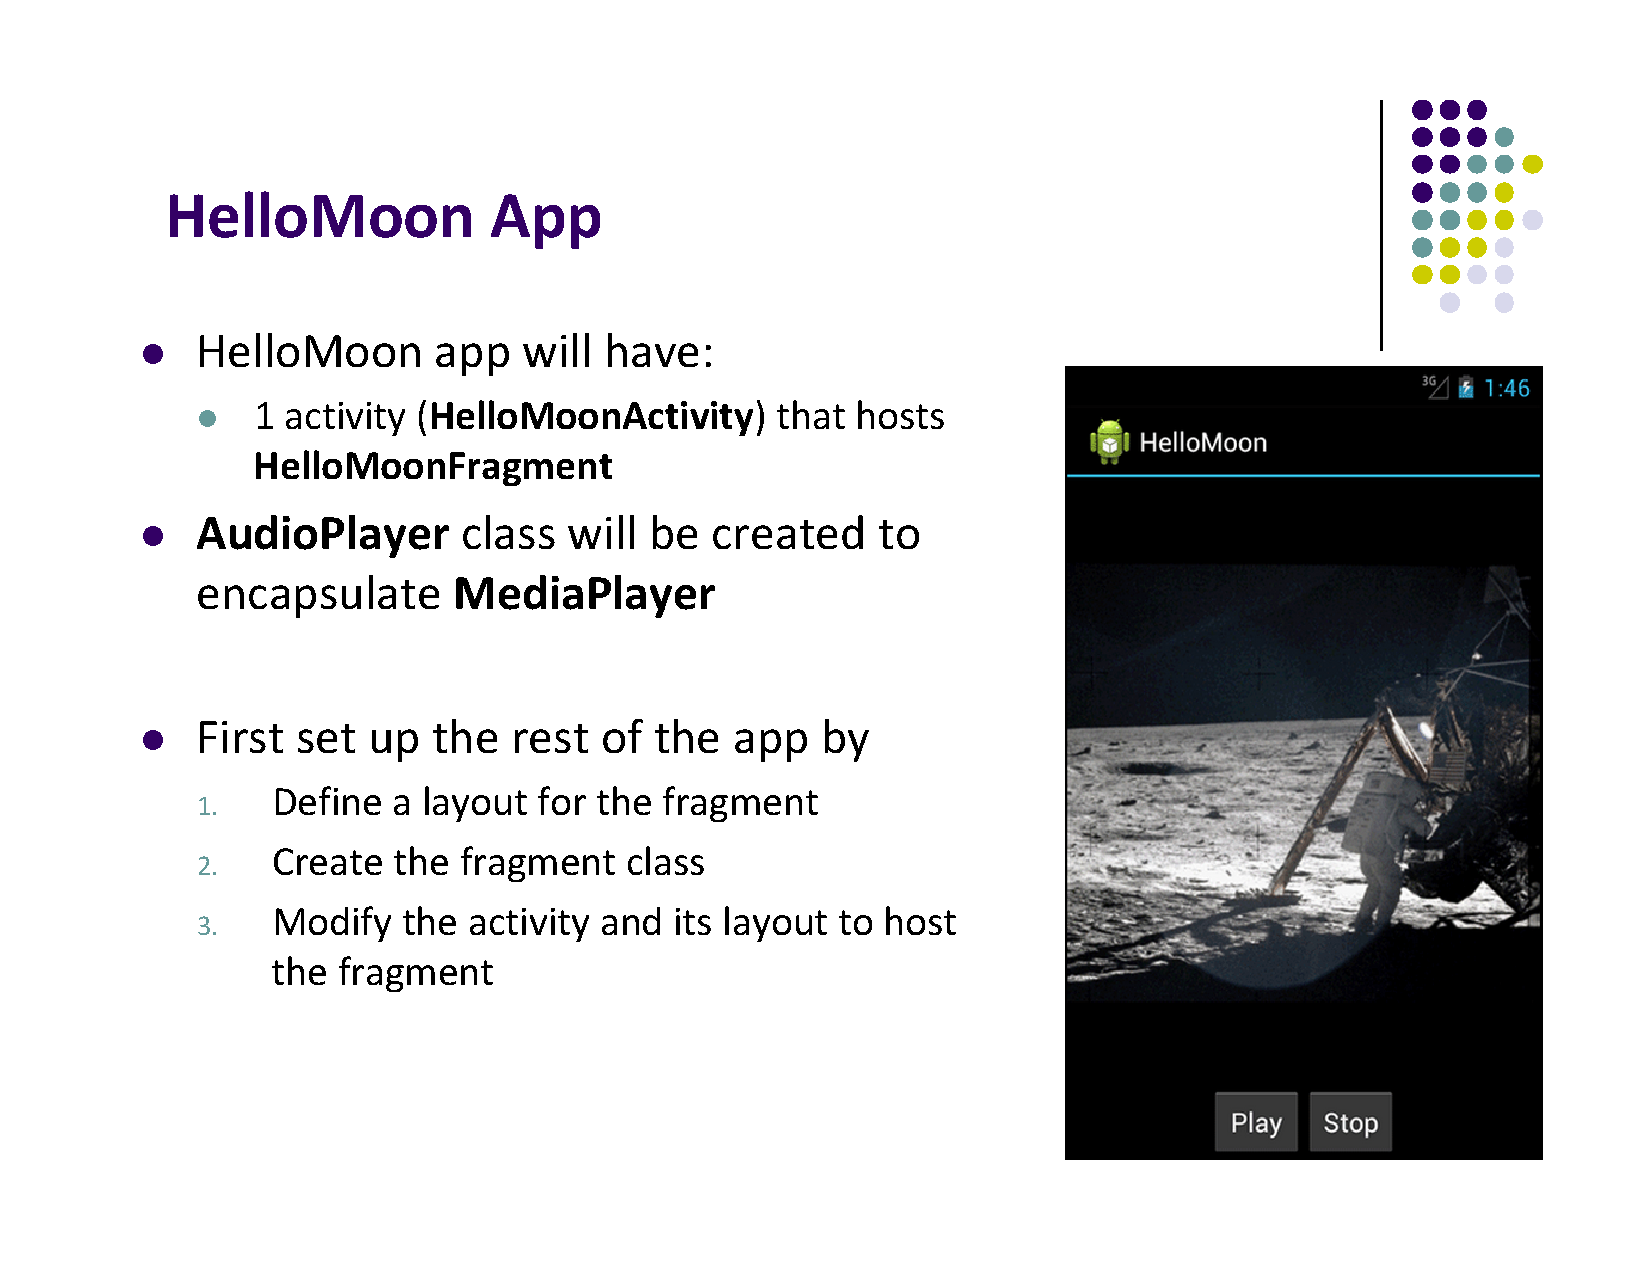 HelloMoon App
● HelloMoon app will have:
● 1 activity (HelloMoonActivity) that hosts
HelloMoonFragment
● AudioPlayer class will be created to
encapsulate MediaPlayer
● First set up the rest of the app by
1. Define a layout for the fragment
2. Create the fragment class
3. Modify the activity and its layout to host
the fragment
3G 1:46
HelloMoon
Play Stop